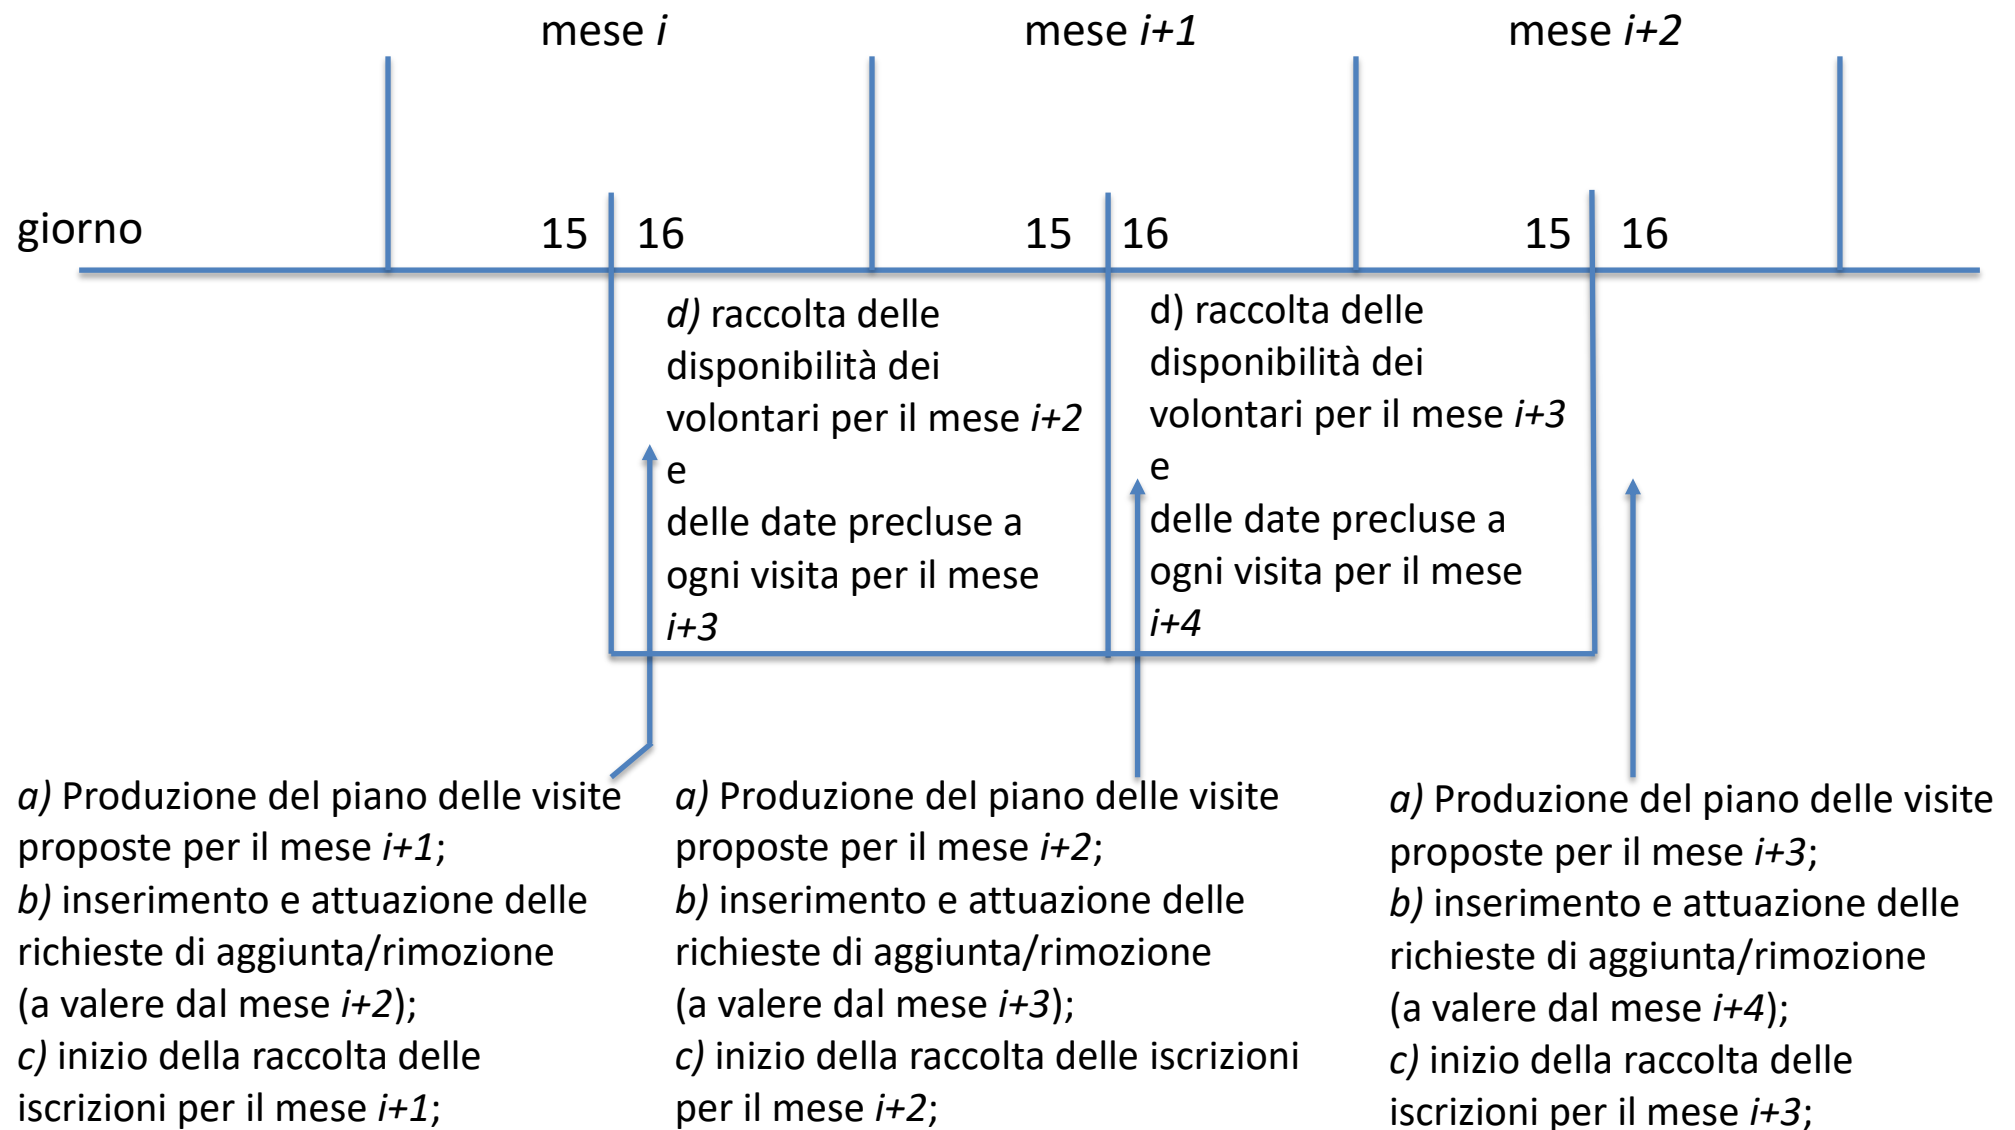 mese i
mese i+1
mese i+2
giorno
15
16
15
16
15
16
d) raccolta delle
disponibilità dei
volontari per il mese i+2
e
delle date precluse a
ogni visita per il mese
i+3
d) raccolta delle
disponibilità dei
volontari per il mese i+3
e
delle date precluse a
ogni visita per il mese
i+4
a) Produzione del piano delle visite
proposte per il mese i+1;
b) inserimento e attuazione delle
richieste di aggiunta/rimozione
(a valere dal mese i+2);
c) inizio della raccolta delle
iscrizioni per il mese i+1;
a) Produzione del piano delle visite
proposte per il mese i+2;
b) inserimento e attuazione delle
richieste di aggiunta/rimozione
(a valere dal mese i+3);
c) inizio della raccolta delle iscrizioni
per il mese i+2;
a) Produzione del piano delle visite
proposte per il mese i+3;
b) inserimento e attuazione delle
richieste di aggiunta/rimozione
(a valere dal mese i+4);
c) inizio della raccolta delle
iscrizioni per il mese i+3;